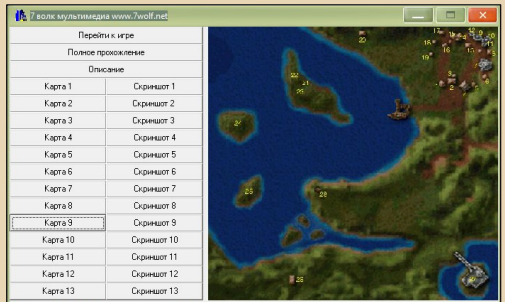 7 волк мультимедиа www.7wolf.net
Перейти к игре
Полное прохожление
Описание
Карта 1 Скриншот 1
Карта 2 Скриншот 2
Карта 3 Скриншот 3
Карта 4 Скриншот 4
Карта 5 Скриншот 5
Карта 6 Скриншот 6
Карта 7 Скриншот 7
Карта 8 Скриншот 8
Карта 9 Скриншот 9
Карта 10 Скриншот 10
Карта 11 Скриншот 11
Карта 12 Скриншот 12
Карта 13 Скриншот 13